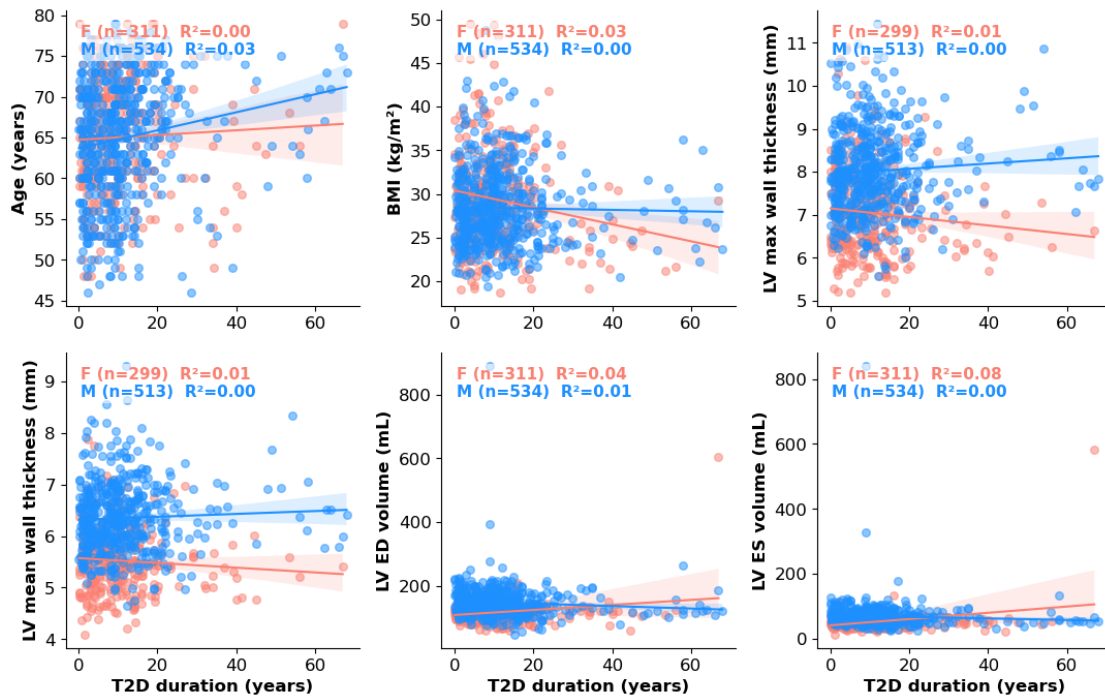 F (n=311)  R²=0.00
M (n=534)  R²=0.03
Age (years)
80
75
70
65
60
55
50
45
0 20 40 60
F (n=311)  R²=0.03
M (n=534)  R²=0.00
BMI (kg/m²)
50
45
40
35
30
25
20
0 20 40 60
F (n=299)  R²=0.01
M (n=513)  R²=0.00
LV max wall thickness (mm)
11
10
9
8
7
6
5
0 20 40 60
F (n=299)  R²=0.01
M (n=513)  R²=0.00
LV mean wall thickness (mm)
9
8
7
6
5
4
0 20 40 60
T2D duration (years)
F (n=311)  R²=0.04
M (n=534)  R²=0.01
LV ED volume (mL)
800
600
400
200
0 20 40 60
T2D duration (years)
F (n=311)  R²=0.08
M (n=534)  R²=0.00
LV ES volume (mL)
800
600
400
200
0
0 20 40 60
T2D duration (years)